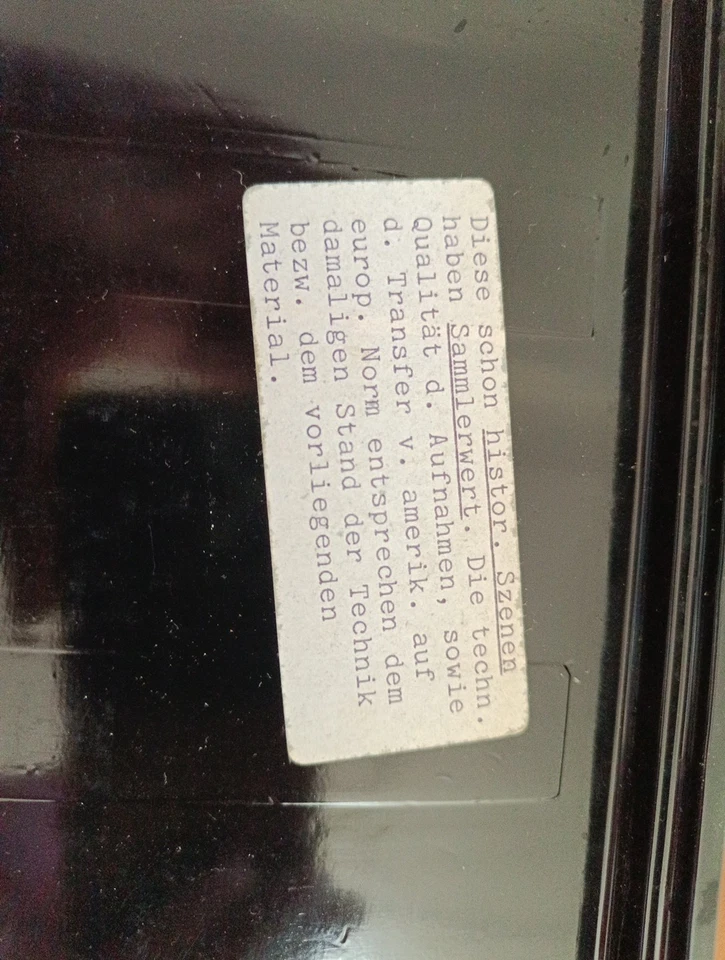 Diese schon histor. Szenen
haben Sammlerwert. Die techn.
Qualität d. Aufnahmen, sowie
d. Transfer v. amerik. auf
europ. Norm entsprechen dem
damaligen Stand der Technik
bezw. dem vorliegenden
Material.